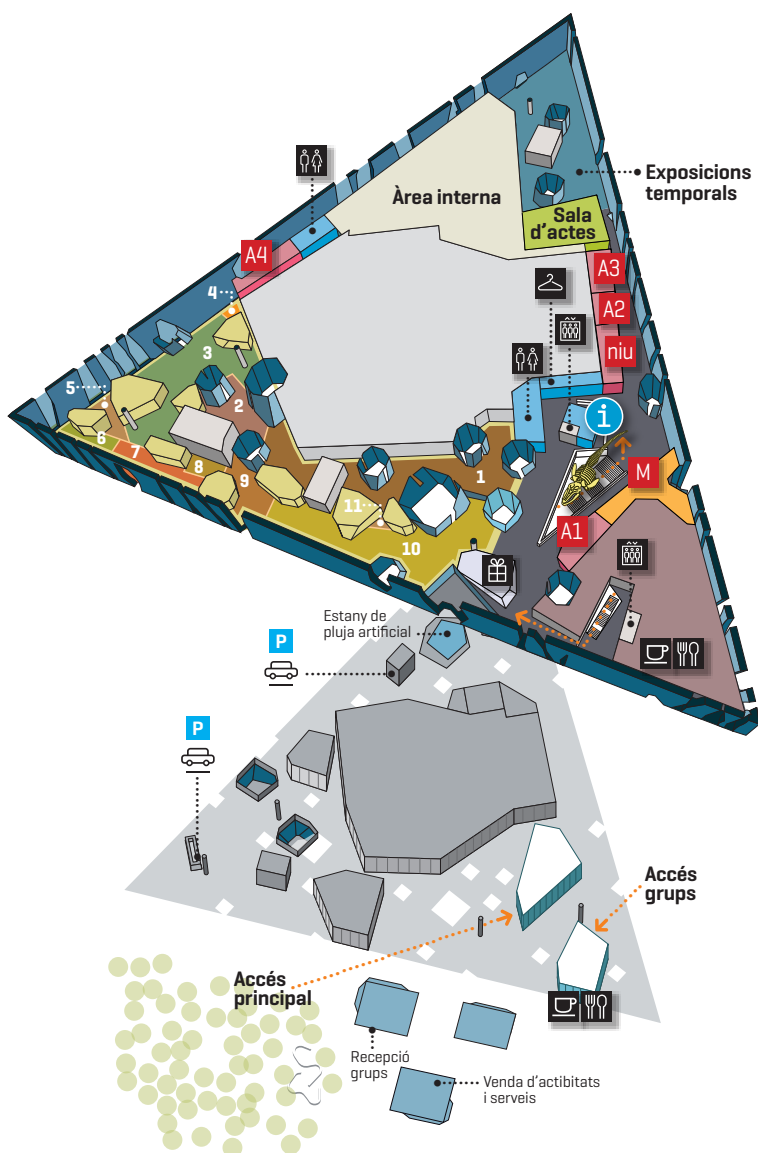 Àrea interna
Exposicions
temporals
Sala
d'actes
A4
A3
4
A2
3
niu
5
2
i
6
7
1
M
8
9
11
A1
10
Estany de
pluja artificial
P
P
Accés
grups
Accés
principal
Recepció
grups
Venda d'actibitats
i serveis